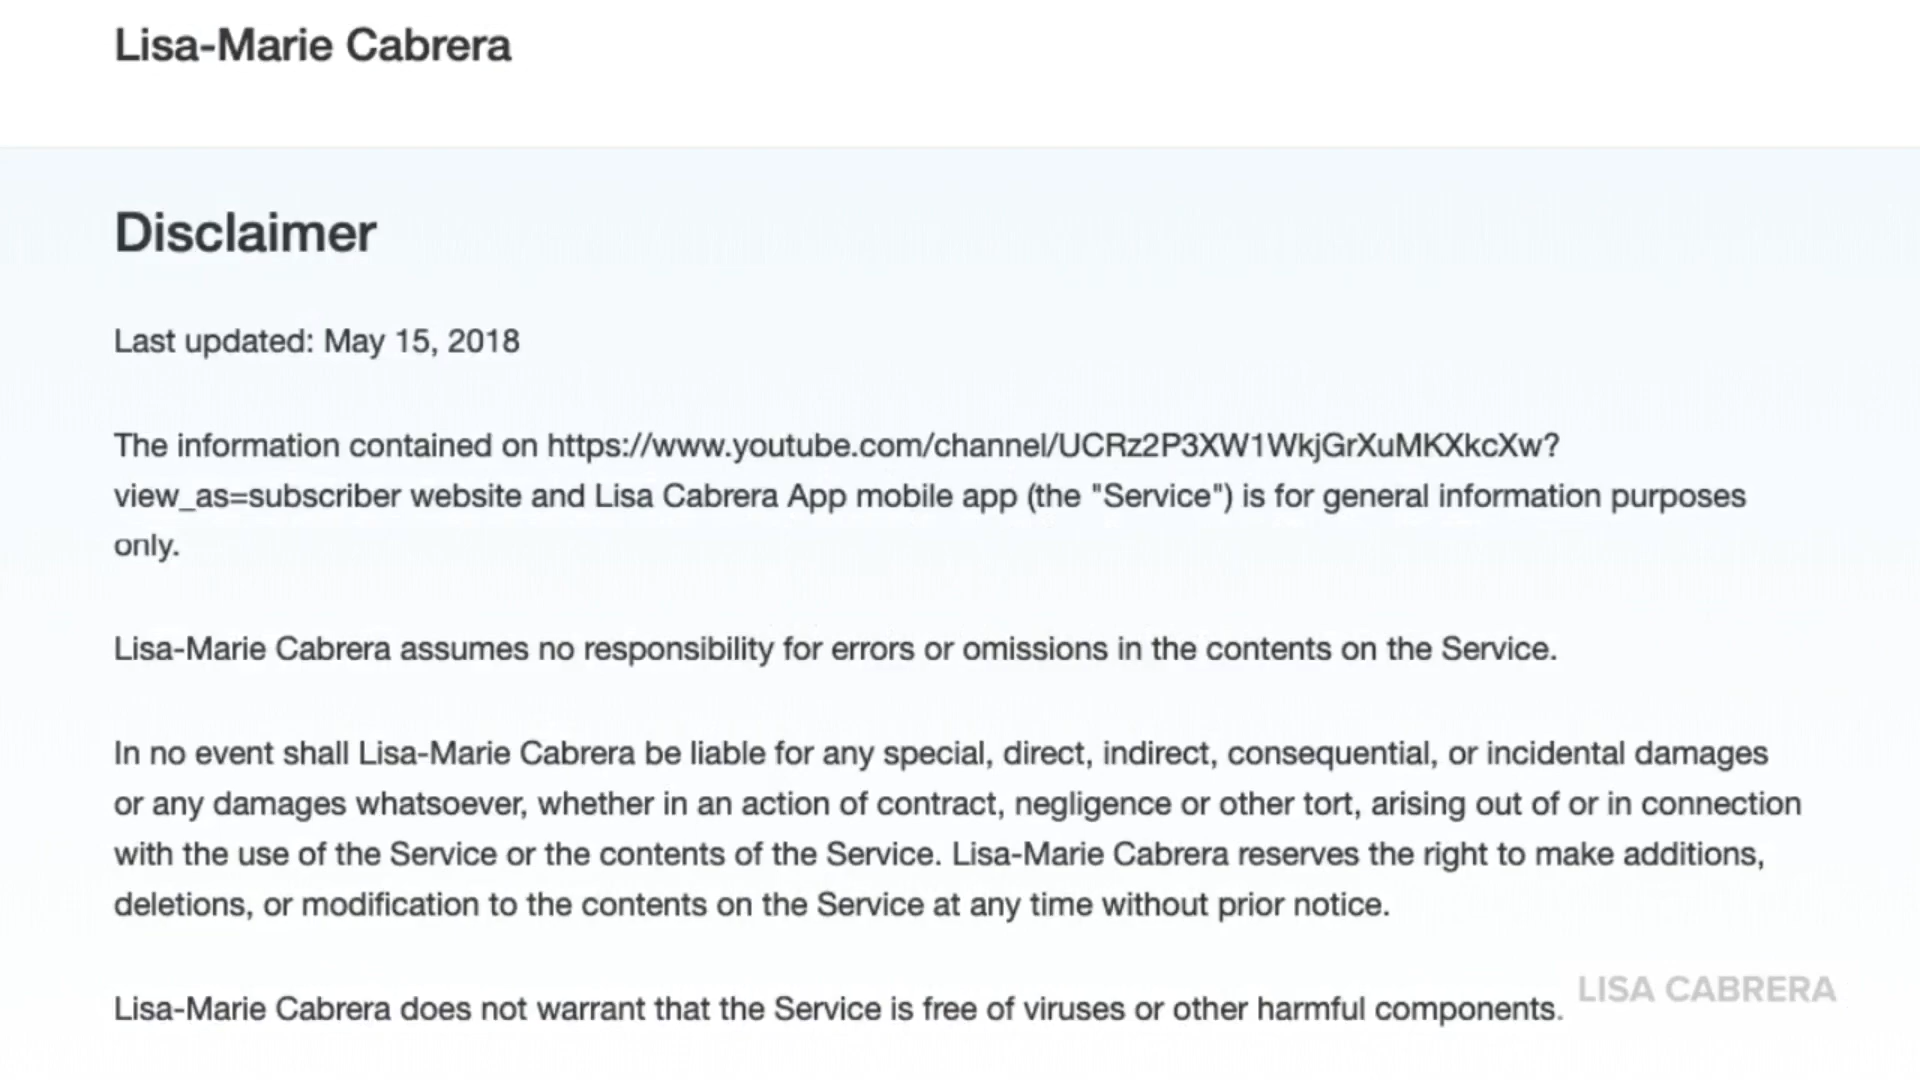 Lisa-Marie Cabrera
Disclaimer
Last updated: May 15, 2018
The information contained on https://www.youtube.com/channel/UCRz2P3XW1WkjGrXuMKXkcXw?
view_as=subscriber website and Lisa Cabrera App mobile app (the "Service") is for general information purposes
only.
Lisa-Marie Cabrera assumes no responsibility for errors or omissions in the contents on the Service.
In no event shall Lisa-Marie Cabrera be liable for any special, direct, indirect, consequential, or incidental damages
or any damages whatsoever, whether in an action of contract, negligence or other tort, arising out of or in connection
with the use of the Service or the contents of the Service. Lisa-Marie Cabrera reserves the right to make additions,
deletions, or modification to the contents on the Service at any time without prior notice.
Lisa-Marie Cabrera does not warrant that the Service is free of viruses or other harmful components.
LISA CABRERA